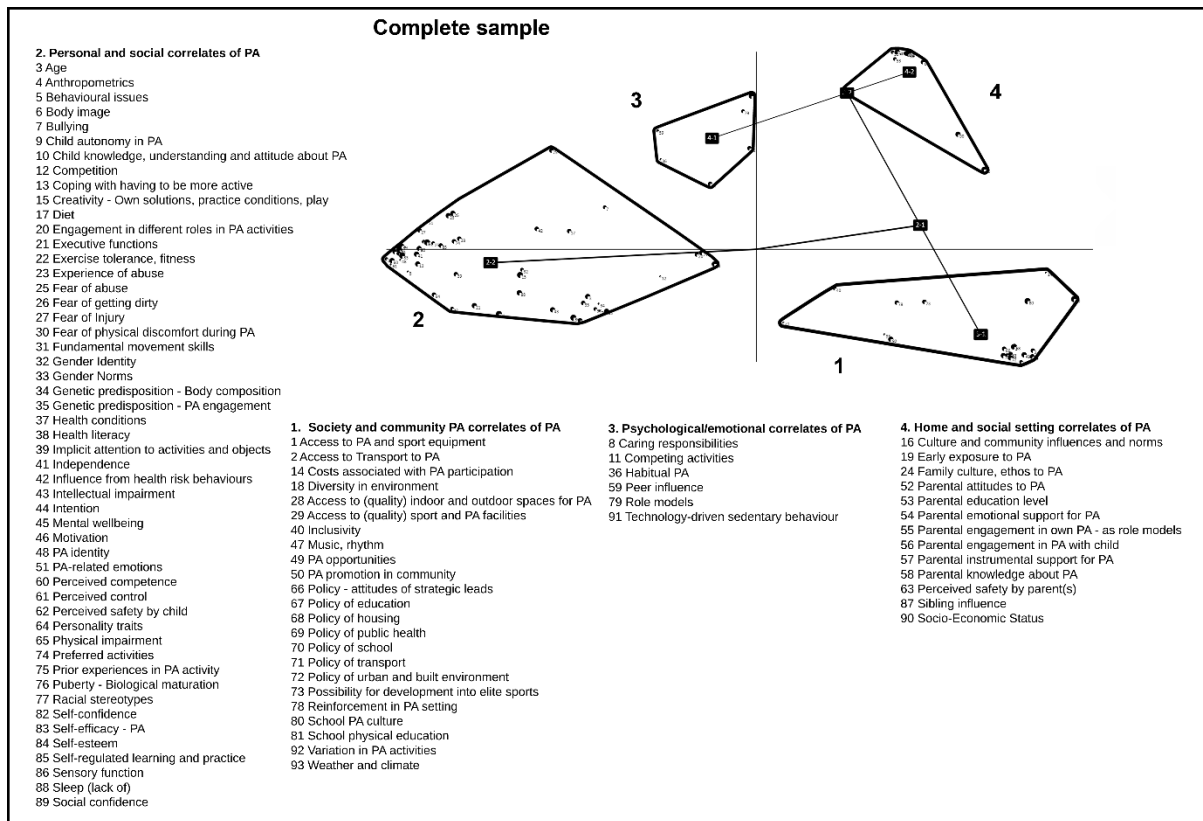 Complete sample
2. Personal and social correlates of PA
3 Age
4 Anthropometrics
5 Behavioural issues
6 Body image
7 Bullying
9 Child autonomy in PA
10 Child knowledge, understanding and attitude about PA
12 Competition
13 Coping with having to be more active
15 Creativity - Own solutions, practice conditions, play
17 Diet
20 Engagement in different roles in PA activities
21 Executive functions
22 Exercise tolerance, fitness
23 Experience of abuse
25 Fear of abuse
26 Fear of getting dirty
27 Fear of Injury
30 Fear of physical discomfort during PA
31 Fundamental movement skills
32 Gender Identity
33 Gender Norms
34 Genetic predisposition - Body composition
35 Genetic predisposition - PA engagement
37 Health conditions
38 Health literacy
39 Implicit attention to activities and objects
41 Independence
42 Influence from health risk behaviours
43 Intellectual impairment
44 Intention
45 Mental wellbeing
46 Motivation
48 PA identity
51 PA-related emotions
60 Perceived competence
61 Perceived control
62 Perceived safety by child
64 Personality traits
65 Physical impairment
74 Preferred activities
75 Prior experiences in PA activity
76 Puberty - Biological maturation
77 Racial stereotypes
82 Self-confidence
83 Self-efficacy - PA
84 Self-esteem
85 Self-regulated learning and practice
86 Sensory function
88 Sleep (lack of)
89 Social confidence
3
4
4-2
4-1
2-1
2-2
2
1
1. Society and community PA correlates of PA
1 Access to PA and sport equipment
2 Access to Transport to PA
14 Costs associated with PA participation
18 Diversity in environment
28 Access to (quality) indoor and outdoor spaces for PA
29 Access to (quality) sport and PA facilities
40 Inclusivity
47 Music, rhythm
49 PA opportunities
50 PA promotion in community
66 Policy - attitudes of strategic leads
67 Policy of education
68 Policy of housing
69 Policy of public health
70 Policy of school
71 Policy of transport
72 Policy of urban and built environment
73 Possibility for development into elite sports
78 Reinforcement in PA setting
80 School PA culture
81 School physical education
92 Variation in PA activities
93 Weather and climate
3. Psychological/emotional correlates of PA
8 Caring responsibilities
11 Competing activities
36 Habitual PA
59 Peer influence
79 Role models
91 Technology-driven sedentary behaviour
4. Home and social setting correlates of PA
16 Culture and community influences and norms
19 Early exposure to PA
24 Family culture, ethos to PA
52 Parental attitudes to PA
53 Parental education level
54 Parental emotional support for PA
55 Parental engagement in own PA - as role models
56 Parental engagement in PA with child
57 Parental instrumental support for PA
58 Parental knowledge about PA
63 Perceived safety by parent(s)
87 Sibling influence
90 Socio-Economic Status